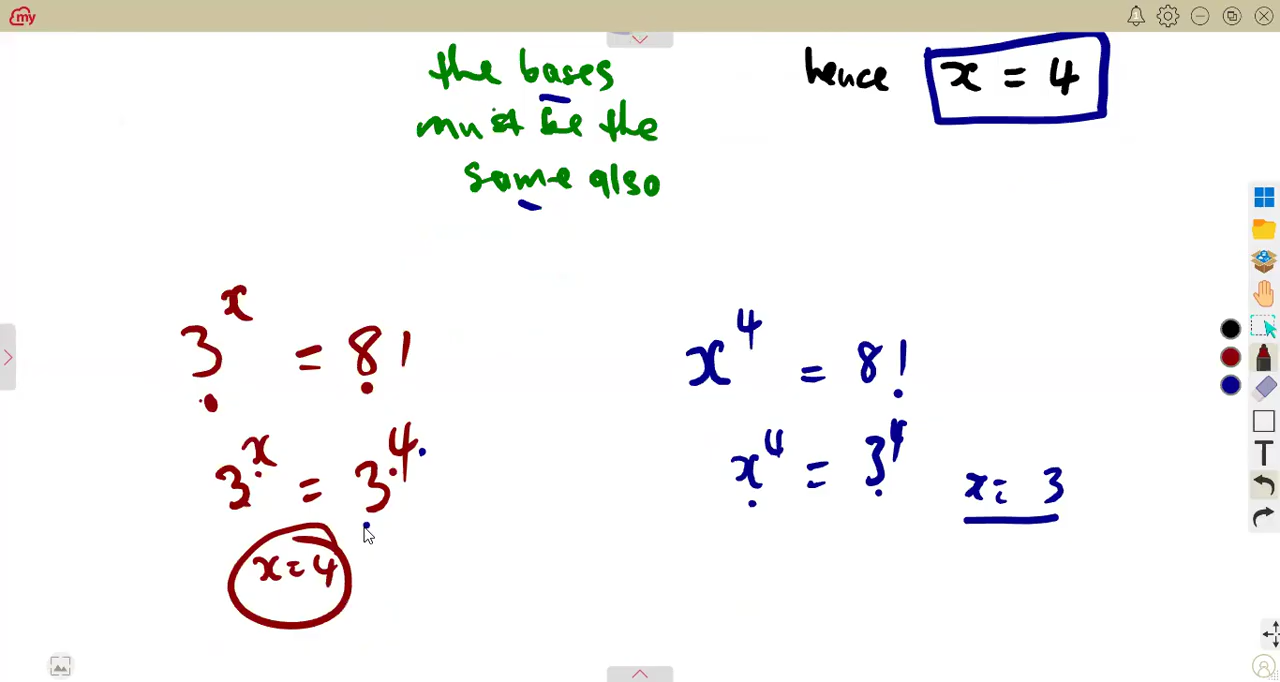 my
the bases
must be the
same also
hence x = 4
3^x = 81
3^x = 3^4
x = 4
x^4 = 81
x^4 = 3^4
x = 3
T